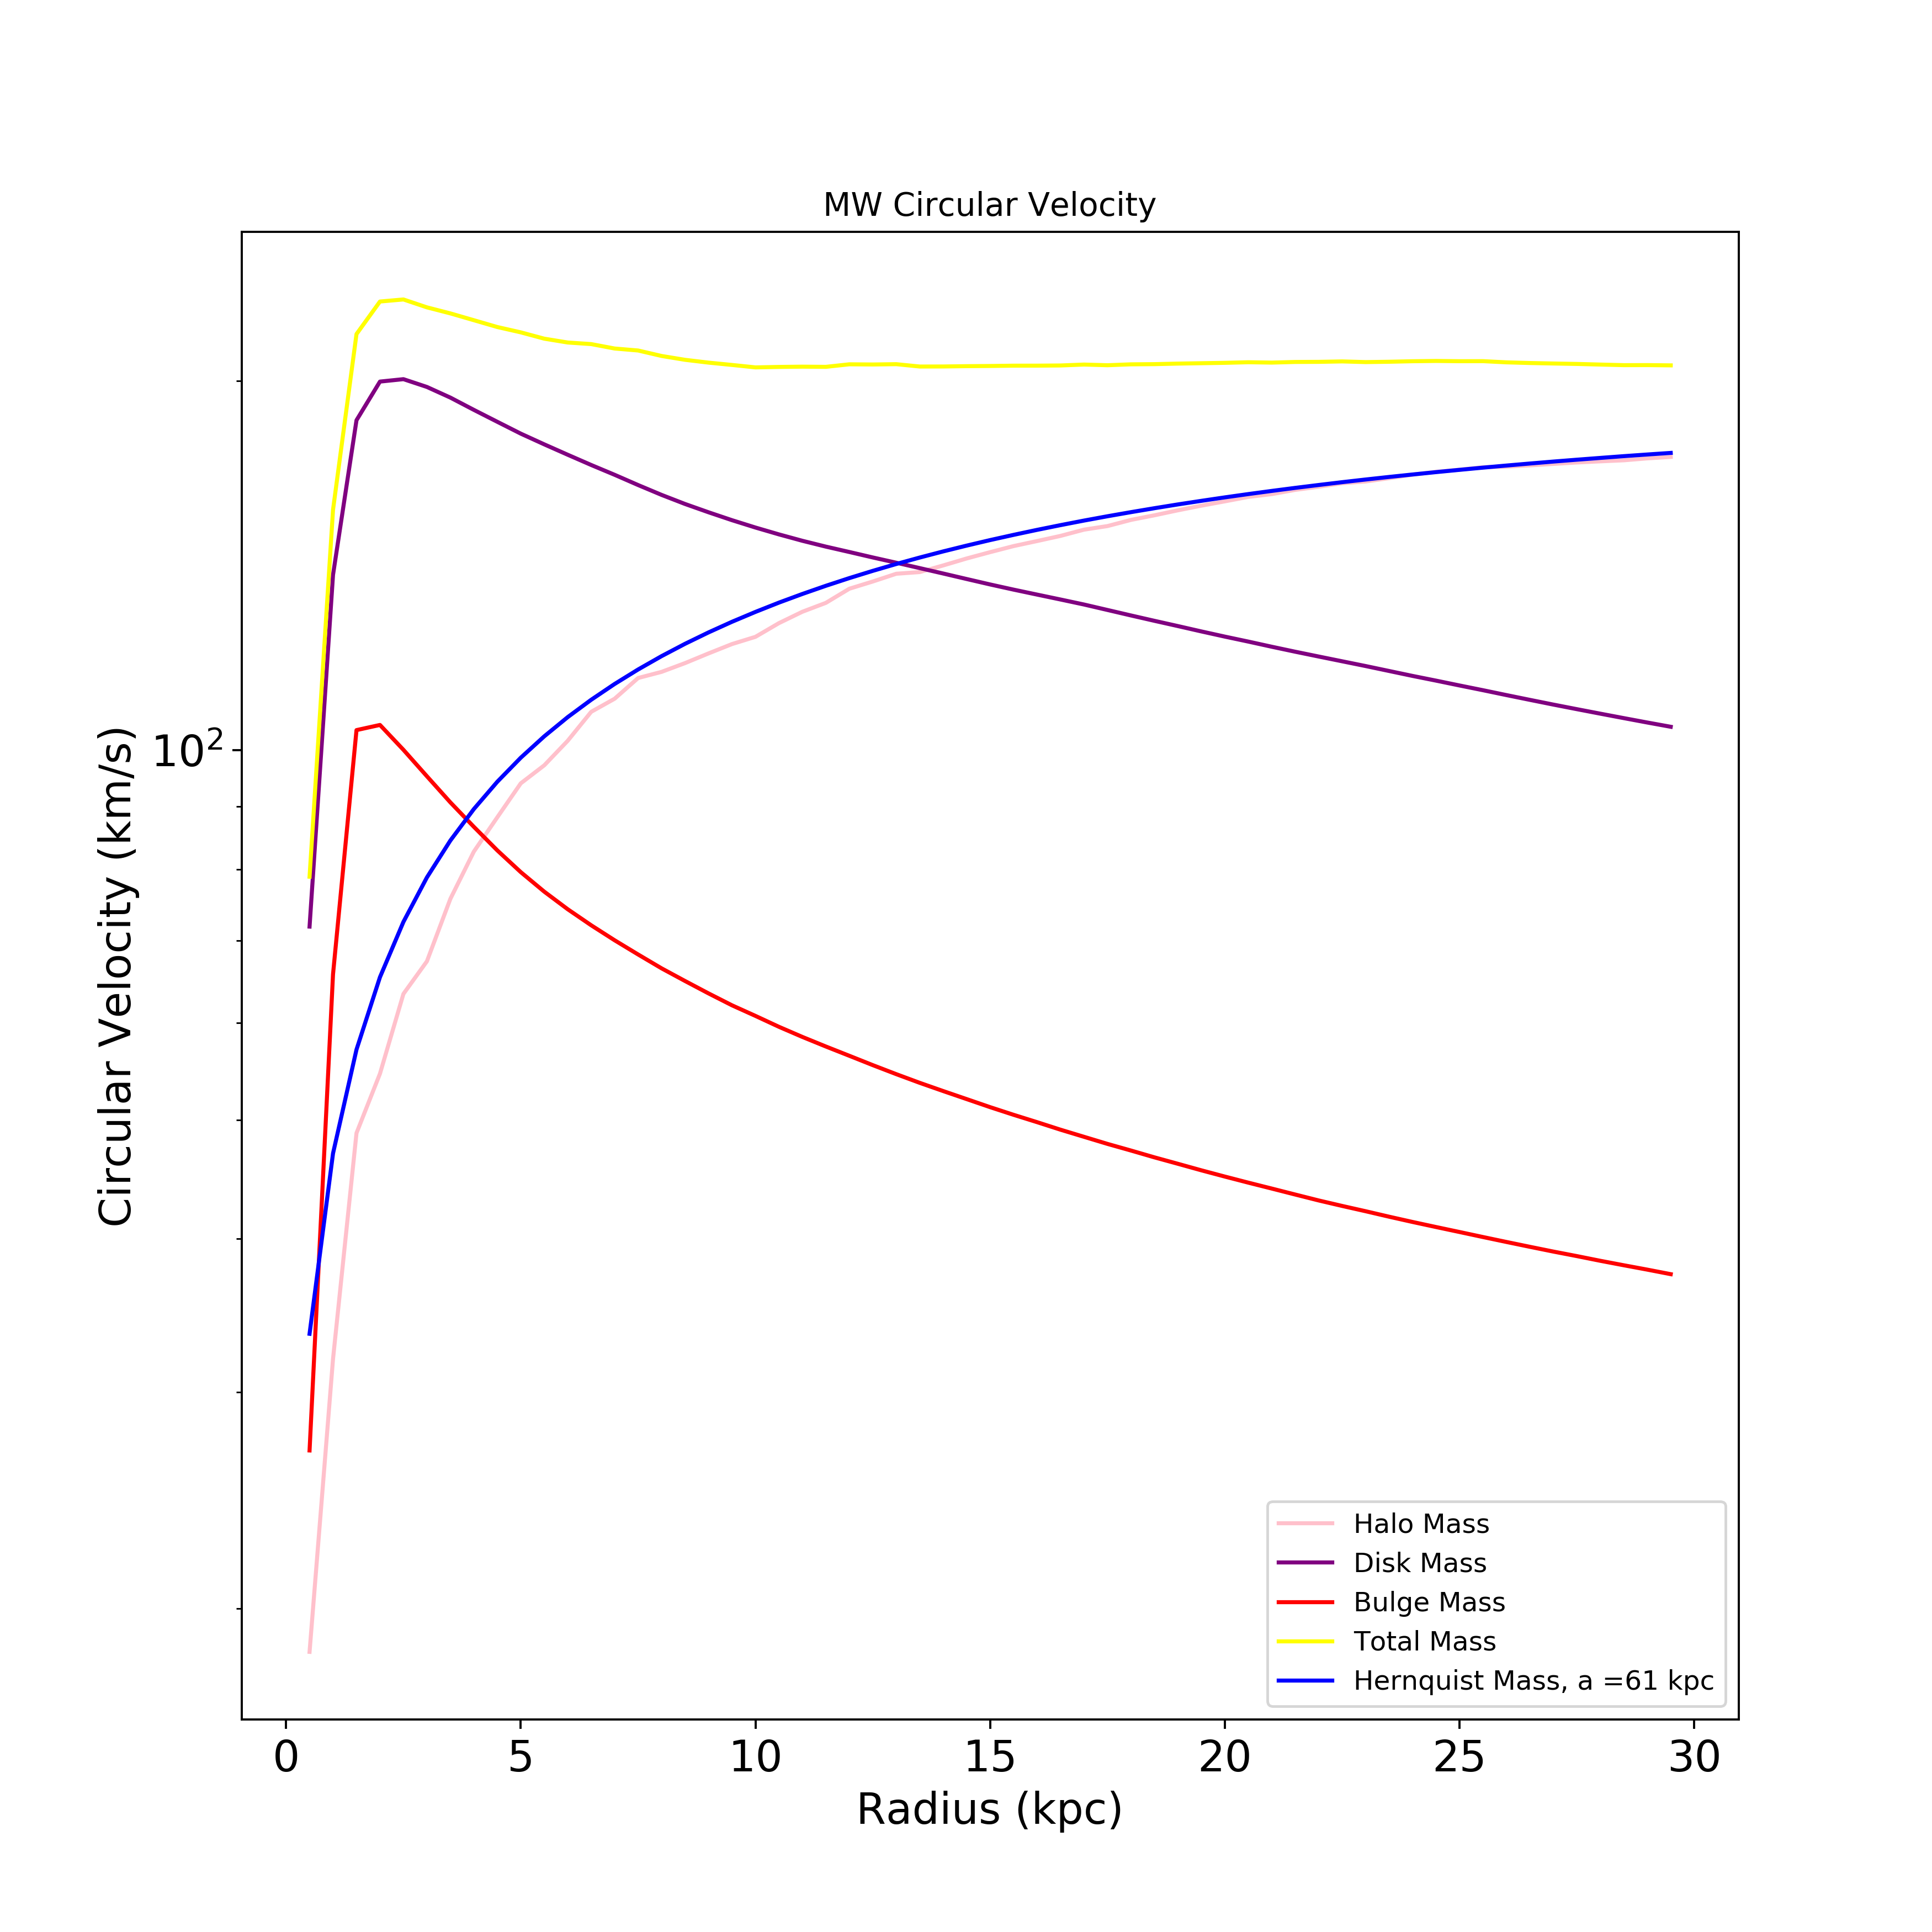 MW Circular Velocity
Circular Velocity (km/s)
10²
Halo Mass
Disk Mass
Bulge Mass
Total Mass
Hernquist Mass, a =61 kpc
0 5 10 15 20 25 30
Radius (kpc)